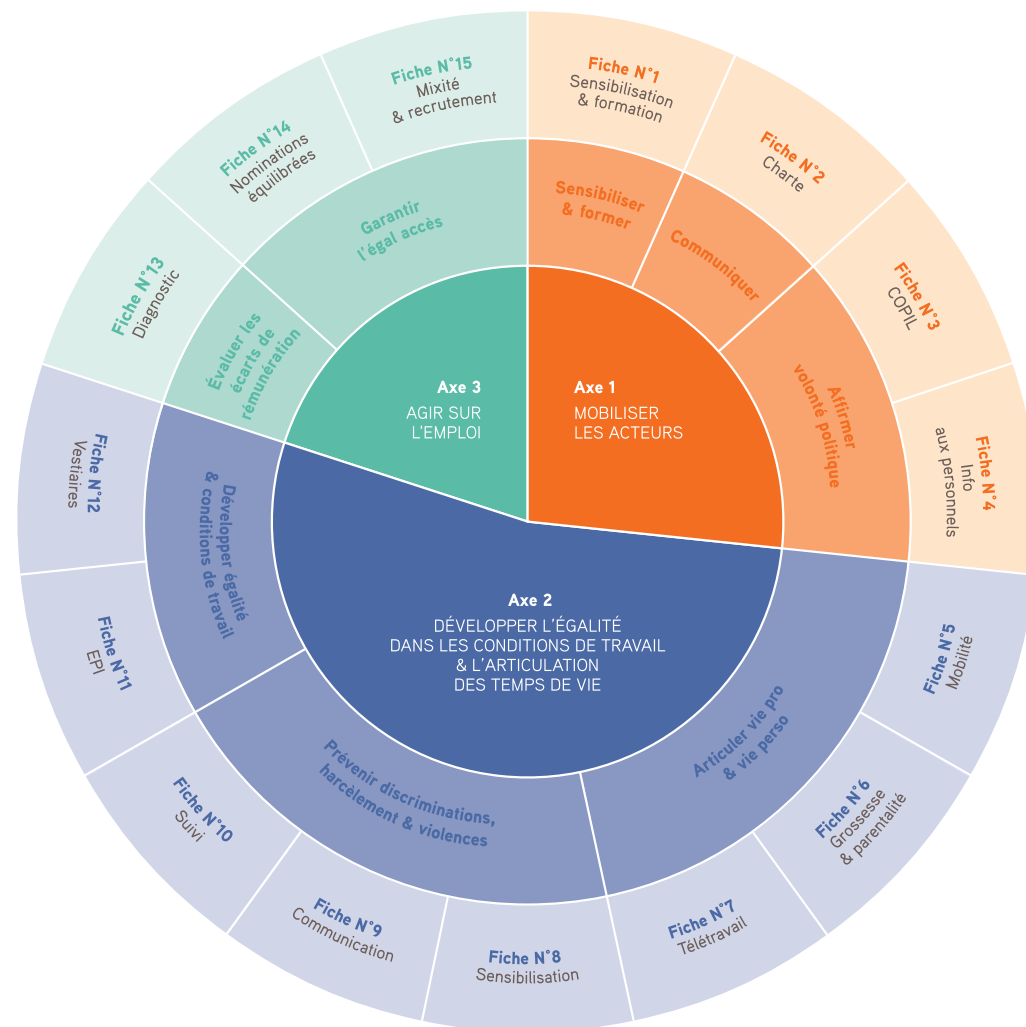 Axe 1
MOBILISER
LES ACTEURS
Sensibiliser
& former
Communiquer
Affirmer
volonté politique
Fiche N°1
Sensibilisation
& formation
Fiche N°2
Charte
Fiche N°3
COPIL
Fiche N°4
Info
aux personnels
Axe 2
DÉVELOPPER L'ÉGALITÉ
DANS LES CONDITIONS DE TRAVAIL
& L'ARTICULATION
DES TEMPS DE VIE
Articuler vie pro
& vie perso
Prévenir discriminations,
harcèlement & violences
Développer égalité
& conditions de travail
Fiche N°5
Mobilité
Fiche N°6
Grossesse
& parentalité
Fiche N°7
Télétravail
Fiche N°8
Sensibilisation
Fiche N°9
Communication
Fiche N°10
Suivi
Fiche N°11
EPI
Fiche N°12
Vestiaires
Axe 3
AGIR SUR
L'EMPLOI
Évaluer les
écarts de
rémunération
Garantir
l'égal accès
Fiche N°13
Diagnostic
Fiche N°14
Nominations
équilibrées
Fiche N°15
Mixité
& recrutement